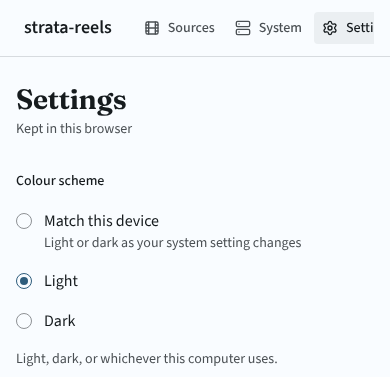 strata-reels
Sources
System
Setti
Settings
Kept in this browser
Colour scheme
Match this device
Light or dark as your system setting changes
Light
Dark
Light, dark, or whichever this computer uses.